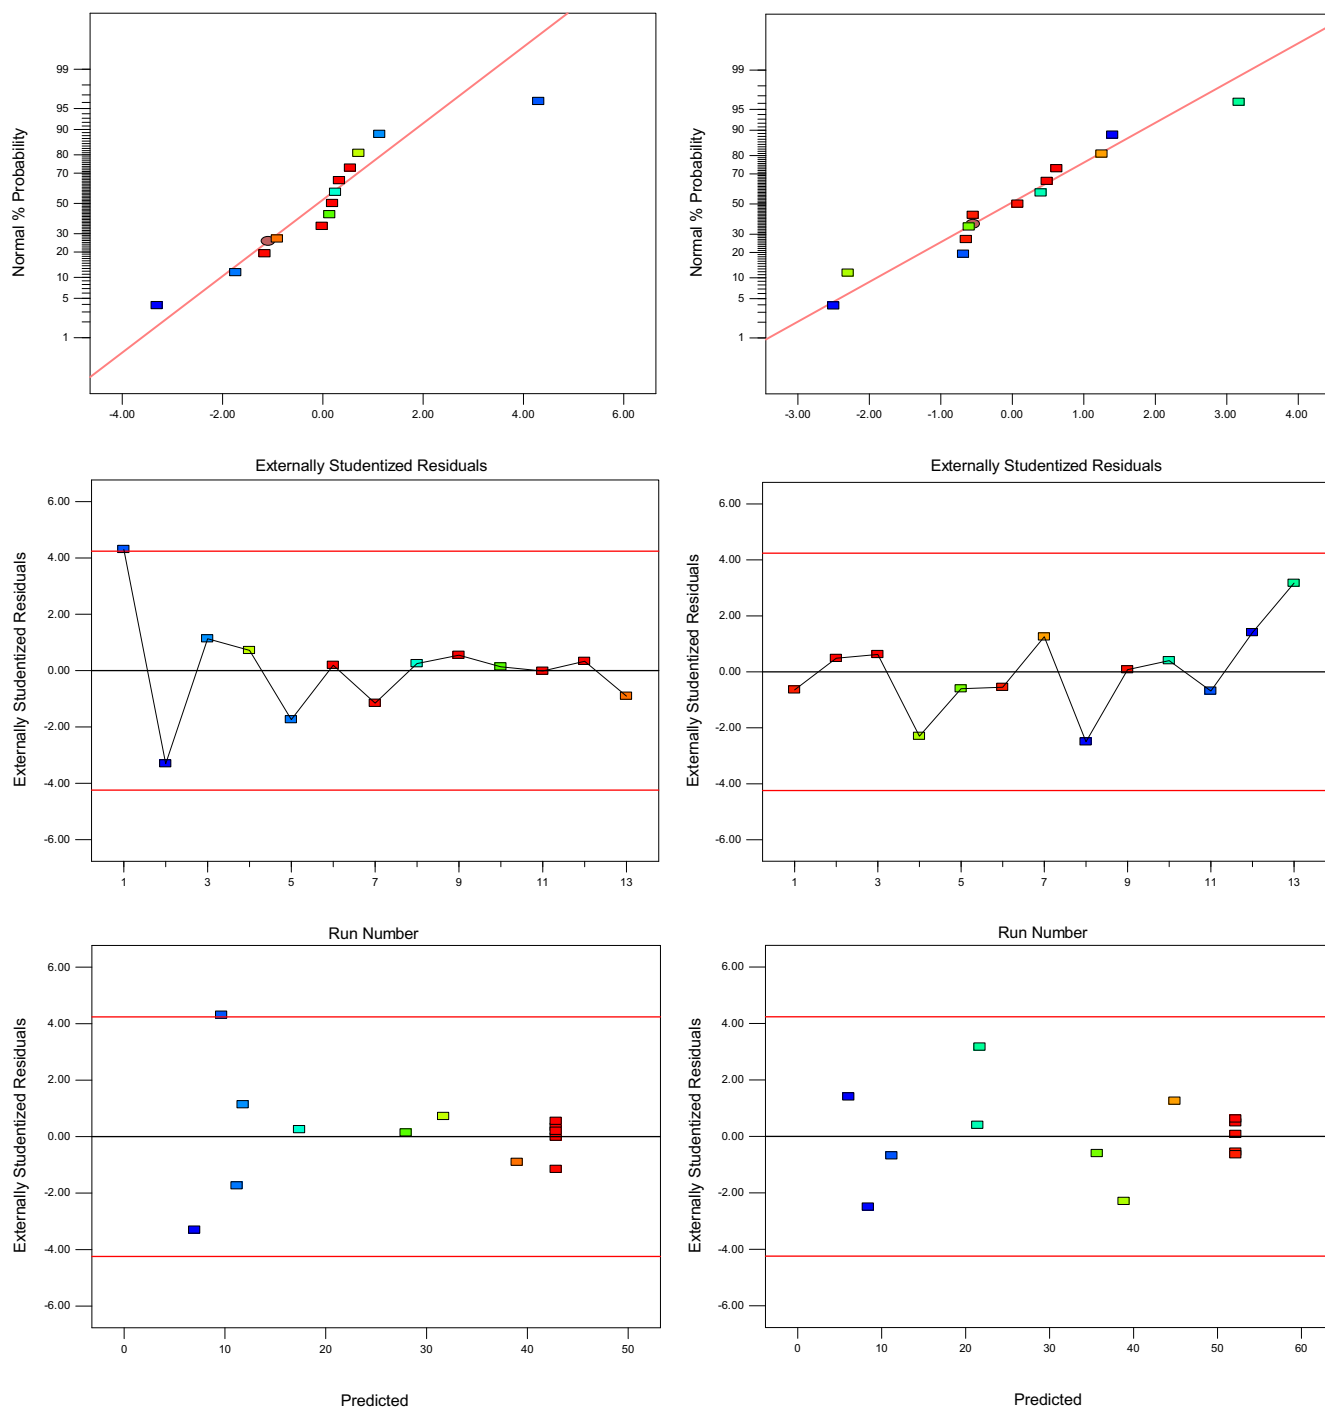 Normal % Probability
99
95
90
80
70
50
30
20
10
5
1
-4.00 -2.00 0.00 2.00 4.00 6.00
Externally Studentized Residuals
Normal % Probability
99
95
90
80
70
50
30
20
10
5
1
-3.00 -2.00 -1.00 0.00 1.00 2.00 3.00 4.00
Externally Studentized Residuals
Externally Studentized Residuals
6.00
4.00
2.00
0.00
-2.00
-4.00
-6.00
1 3 5 7 9 11 13
Run Number
Externally Studentized Residuals
6.00
4.00
2.00
0.00
-2.00
-4.00
-6.00
1 3 5 7 9 11 13
Run Number
Externally Studentized Residuals
6.00
4.00
2.00
0.00
-2.00
-4.00
-6.00
0 10 20 30 40 50
Predicted
Externally Studentized Residuals
6.00
4.00
2.00
0.00
-2.00
-4.00
-6.00
0 10 20 30 40 50 60
Predicted